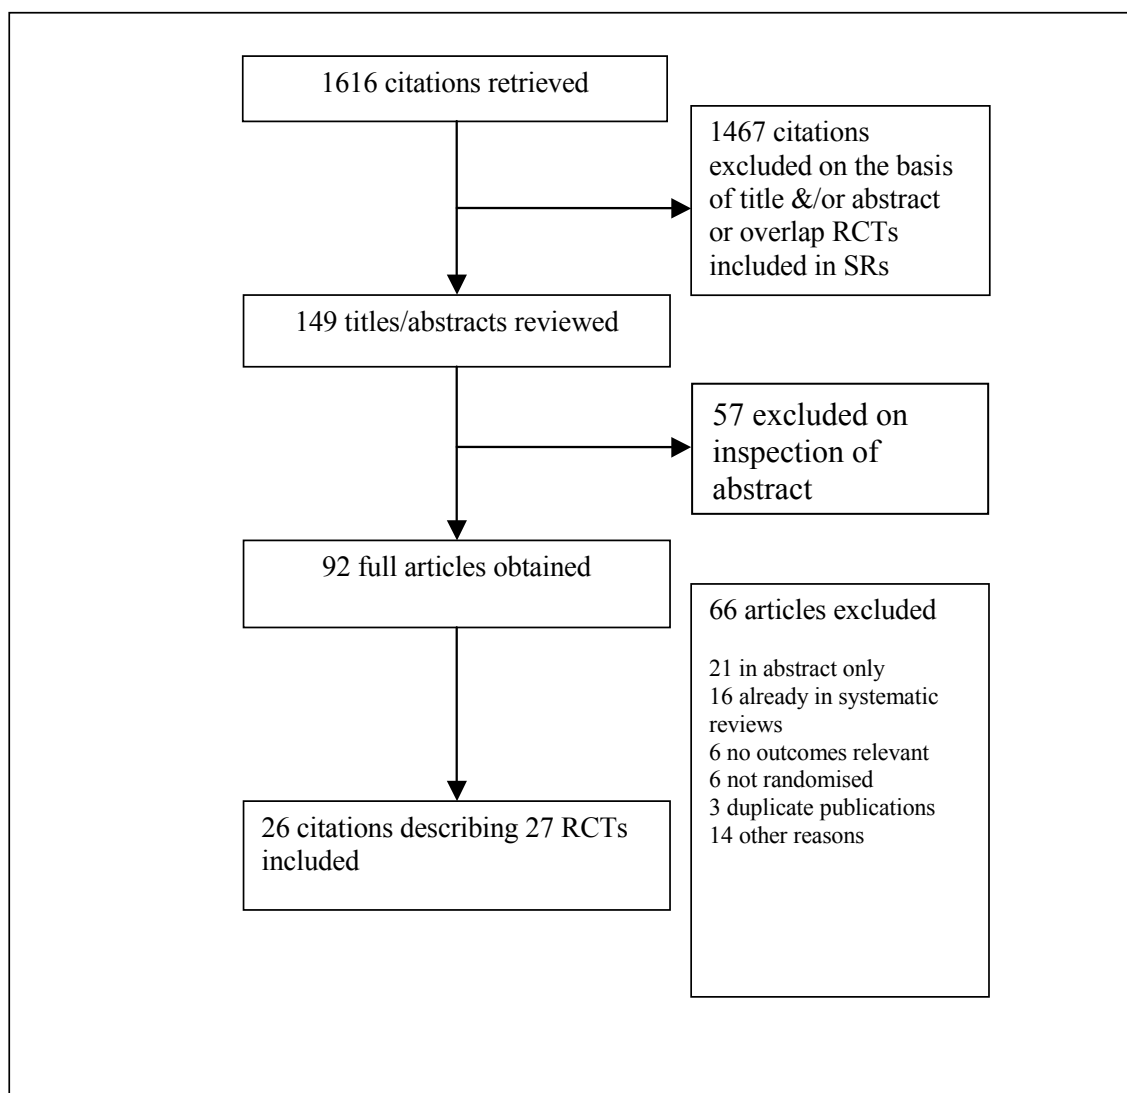 1616 citations retrieved
1467 citations
excluded on the basis
of title &/or abstract
or overlap RCTs
included in SRs
149 titles/abstracts reviewed
57 excluded on
inspection of
abstract
92 full articles obtained
66 articles excluded
21 in abstract only
16 already in systematic
reviews
6 no outcomes relevant
6 not randomised
3 duplicate publications
14 other reasons
26 citations describing 27 RCTs
included